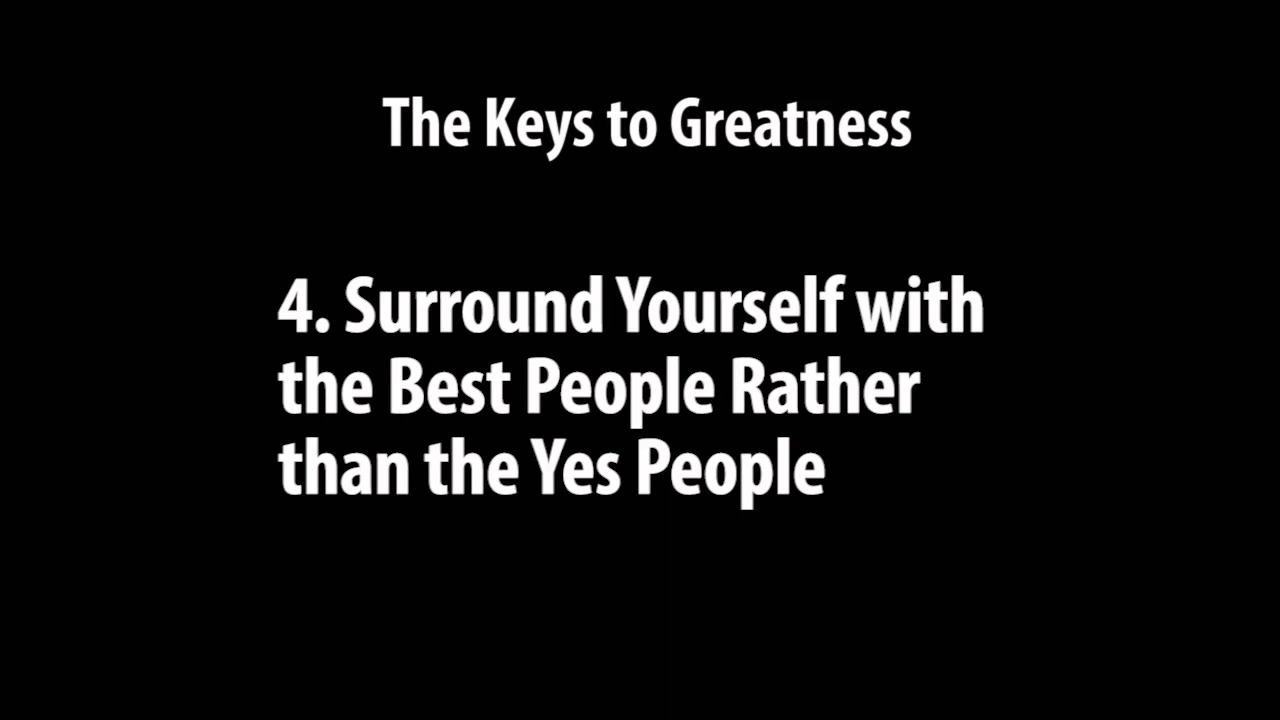 The Keys to Greatness
4. Surround Yourself with
the Best People Rather
than the Yes People